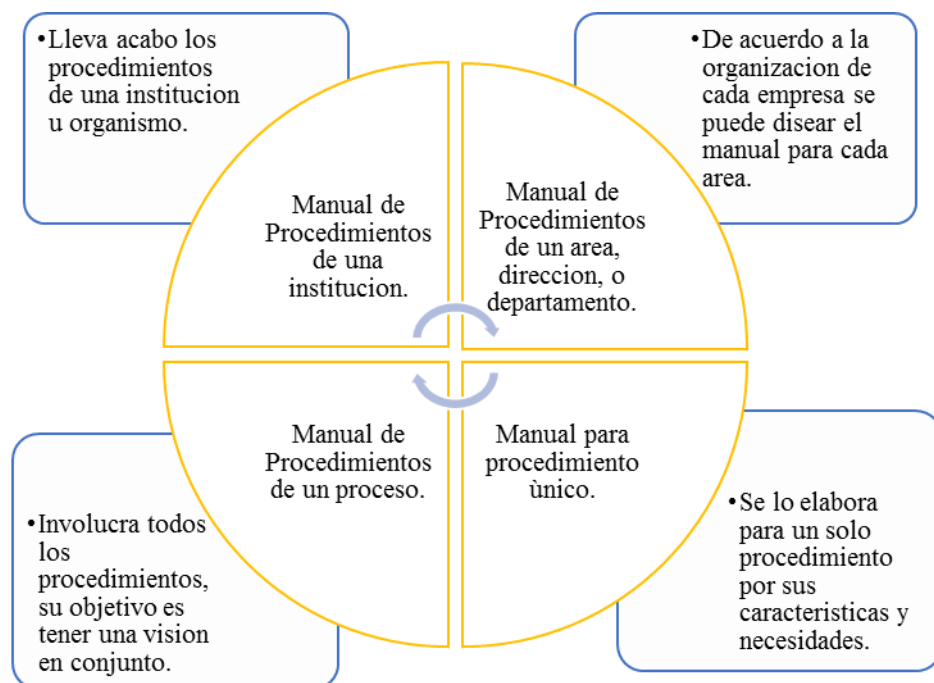 •Lleva acabo los
procedimientos
de una institucion
u organismo.
•De acuerdo a la
organizacion de
cada empresa se
puede disear el
manual para cada
area.
Manual de
Procedimientos
de una
institucion.
Manual de
Procedimientos
de un area,
direccion, o
departamento.
Manual de
Procedimientos
de un proceso.
Manual para
procedimiento
ùnico.
•Involucra todos
los
procedimientos,
su objetivo es
tener una vision
en conjunto.
•Se lo elabora
para un solo
procedimiento
por sus
caracteristicas y
necesidades.